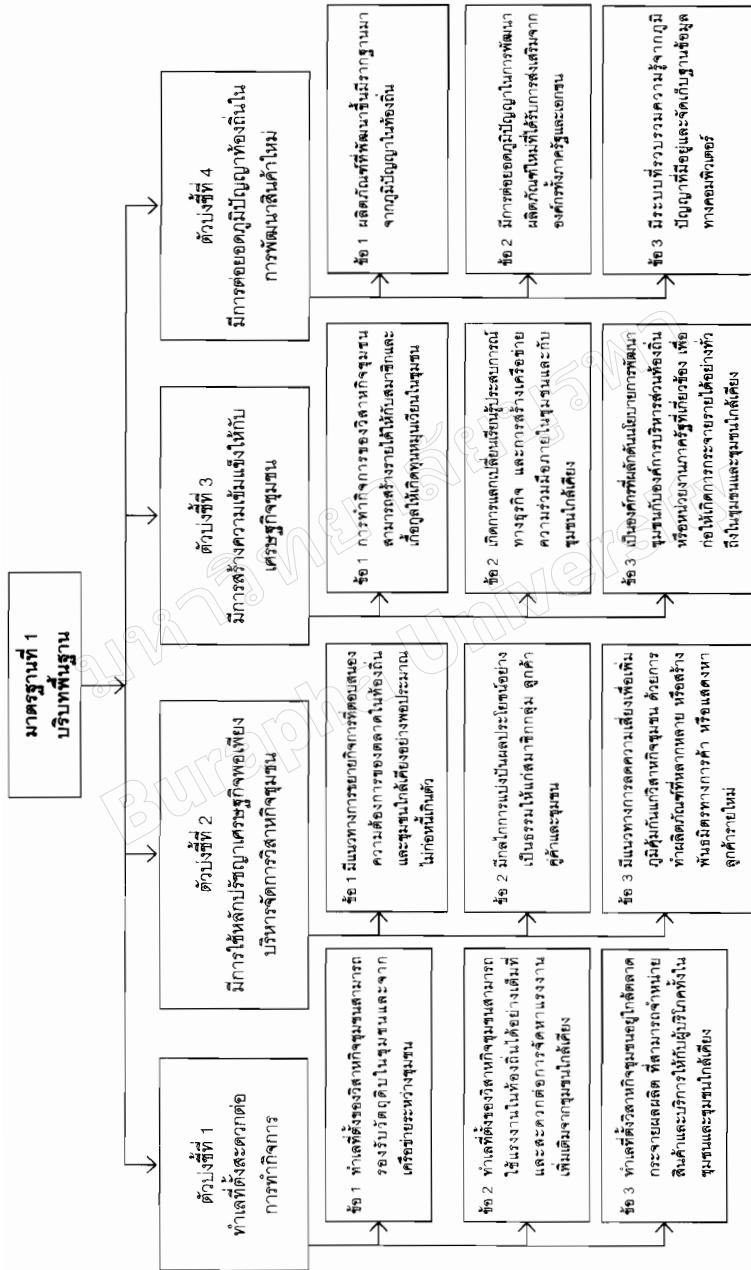 มาตรฐานที่ 1
บริบทพื้นฐาน
ตัวบ่งชี้ที่ 1
ทำเลที่ตั้งสะดวกต่อ
การทำกิจการ
ข้อ 1 ทำเลที่ตั้งของวิสาหกิจชุมชนสามารถ
รองรับวัตถุดิบในชุมชนและจาก
เครือข่ายระหว่างชุมชน
ข้อ 2 ทำเลที่ตั้งของวิสาหกิจชุมชนสามารถ
ใช้แรงงานในท้องถิ่นได้อย่างเต็มที่
และสะดวกต่อการจัดหาแรงงาน
เพิ่มเติมจากชุมชนใกล้เคียง
ข้อ 3 ทำเลที่ตั้งวิสาหกิจชุมชนอยู่ใกล้ตลาด
กระจายผลผลิต ที่สามารถจำหน่าย
สินค้าและบริการให้กับผู้บริโภคทั้งใน
ชุมชนและชุมชนใกล้เคียง
ตัวบ่งชี้ที่ 2
มีการใช้หลักปรัชญาเศรษฐกิจพอเพียง
บริหารจัดการวิสาหกิจชุมชน
ข้อ 1 มีแนวทางการขยายกิจการที่ตอบสนอง
ความต้องการของตลาดในท้องถิ่น
และชุมชนใกล้เคียงอย่างพอประมาณ
ไม่ก่อหนี้เกินตัว
ข้อ 2 มีกลไกการแบ่งปันผลประโยชน์อย่าง
เป็นธรรมให้แก่สมาชิกกลุ่ม ลูกค้า
คู่ค้าและชุมชน
ข้อ 3 มีแนวทางการลดความเสี่ยงเพื่อเพิ่ม
ภูมิคุ้มกันแก่วิสาหกิจชุมชน ด้วยการ
ทำผลิตภัณฑ์ที่หลากหลาย หรือสร้าง
พันธมิตรทางการค้า หรือแสดงหา
ลูกค้ารายใหม่
ตัวบ่งชี้ที่ 3
มีการสร้างความเข้มแข็งให้กับ
เศรษฐกิจชุมชน
ข้อ 1 การทำกิจการของวิสาหกิจชุมชน
สามารถสร้างรายได้ให้กับสมาชิกและ
เกื้อกูลให้เกิดทุนหมุนเวียนในชุมชน
ข้อ 2 เกิดการแลกเปลี่ยนเรียนรู้ประสบการณ์
ทางธุรกิจ และการสร้างเครือข่าย
ความร่วมมือภายในชุมชนและกับ
ชุมชนใกล้เคียง
ข้อ 3 เป็นองค์กรที่ผลักดันนโยบายการพัฒนา
ชุมชนกับองค์การบริหารส่วนท้องถิ่น
หรือหน่วยงานภาครัฐที่เกี่ยวข้อง เพื่อ
ก่อให้เกิดการกระจายรายได้อย่างทั่ว
ถึงในชุมชนและชุมชนใกล้เคียง
ตัวบ่งชี้ที่ 4
มีการต่อยอดภูมิปัญญาท้องถิ่นใน
การพัฒนาสินค้าใหม่
ข้อ 1 ผลิตภัณฑ์ที่พัฒนาขึ้นมีรากฐานมา
จากภูมิปัญญาในท้องถิ่น
ข้อ 2 มีการต่อยอดภูมิปัญญาในการพัฒนา
ผลิตภัณฑ์ใหม่ที่ได้รับการส่งเสริมจาก
องค์กรทั้งภาครัฐและเอกชน
ข้อ 3 มีระบบที่รวบรวมความรู้จากภูมิ
ปัญญาที่มีอยู่และจัดเก็บฐานข้อมูล
ทางคอมพิวเตอร์
มหาวิทยาลัยบูรพา
Burapha University